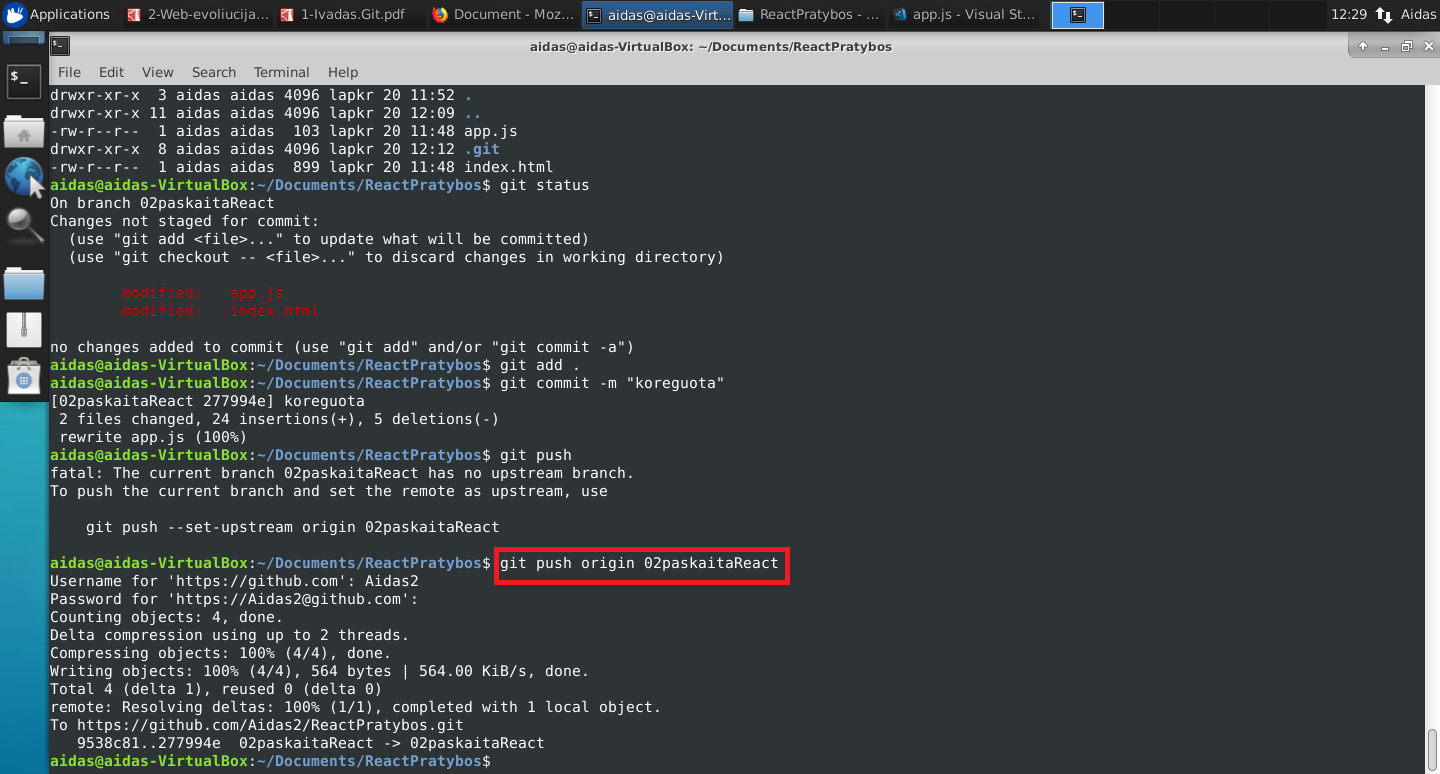 Applications 2-Web-evoliucija... 1-Ivadas.Git.pdf Document - Moz... aidas@aidas-Virt... ReactPratybos - ... app.js - Visual St... 12:29 Aidas
aidas@aidas-VirtualBox: ~/Documents/ReactPratybos
File Edit View Search Terminal Help
drwxr-xr-x  3 aidas aidas 4096 lapkr 20 11:52 .
drwxr-xr-x 11 aidas aidas 4096 lapkr 20 12:09 ..
-rw-r--r--  1 aidas aidas  103 lapkr 20 11:48 app.js
drwxr-xr-x  8 aidas aidas 4096 lapkr 20 12:12 .git
-rw-r--r--  1 aidas aidas  899 lapkr 20 11:48 index.html
aidas@aidas-VirtualBox:~/Documents/ReactPratybos$ git status
On branch 02paskaitaReact
Changes not staged for commit:
  (use "git add <file>..." to update what will be committed)
  (use "git checkout -- <file>..." to discard changes in working directory)
        modified:   app.js
        modified:   index.html
no changes added to commit (use "git add" and/or "git commit -a")
aidas@aidas-VirtualBox:~/Documents/ReactPratybos$ git add .
aidas@aidas-VirtualBox:~/Documents/ReactPratybos$ git commit -m "koreguota"
[02paskaitaReact 277994e] koreguota
 2 files changed, 24 insertions(+), 5 deletions(-)
 rewrite app.js (100%)
aidas@aidas-VirtualBox:~/Documents/ReactPratybos$ git push
fatal: The current branch 02paskaitaReact has no upstream branch.
To push the current branch and set the remote as upstream, use
    git push --set-upstream origin 02paskaitaReact
aidas@aidas-VirtualBox:~/Documents/ReactPratybos$ git push origin 02paskaitaReact
Username for 'https://github.com': Aidas2
Password for 'https://Aidas2@github.com':
Counting objects: 4, done.
Delta compression using up to 2 threads.
Compressing objects: 100% (4/4), done.
Writing objects: 100% (4/4), 564 bytes | 564.00 KiB/s, done.
Total 4 (delta 1), reused 0 (delta 0)
remote: Resolving deltas: 100% (1/1), completed with 1 local object.
To https://github.com/Aidas2/ReactPratybos.git
   9538c81..277994e  02paskaitaReact -> 02paskaitaReact
aidas@aidas-VirtualBox:~/Documents/ReactPratybos$